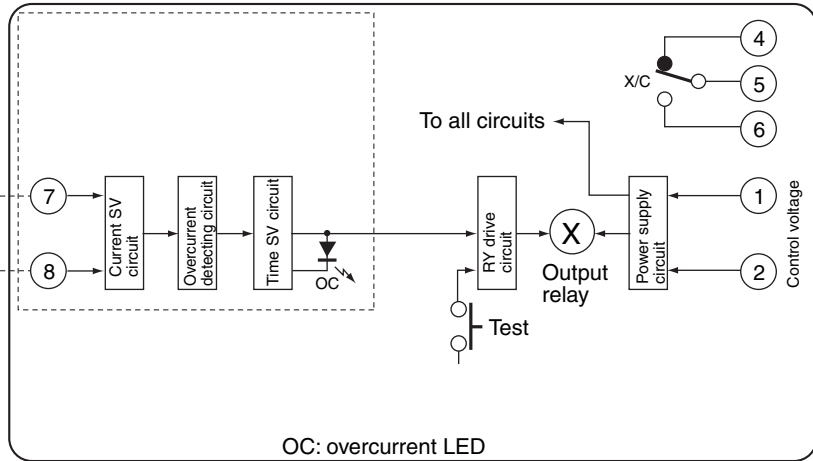 4
X/C
5
6
To all circuits
7
8
Current SV
circuit
Overcurrent
detecting circuit
Time SV circuit
OC
RY drive
circuit
X
Output
relay
Power supply
circuit
1
2
Control voltage
Test
OC: overcurrent LED